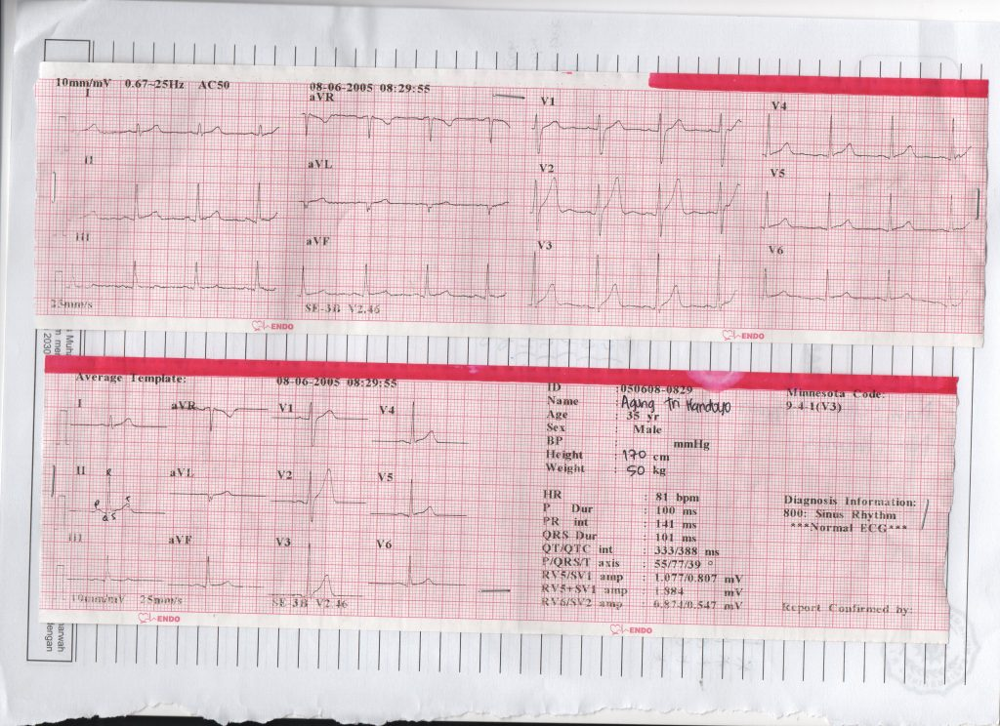 10mm/mV 0.67~25Hz AC50
08-06-2005 08:29:55
I
aVR
V1
V4
II
aVL
V2
V5
III
aVF
V3
V6
25mm/s
SE-3B V2.46
ENDO
ENDO
Muha
2030
Average Template:
08-06-2005 08:29:55
I
aVR
V1
V4
II
R
P
Q
S
aVL
V2
V5
III
aVF
V3
V6
10mm/mV 25mm/s
SE-3B V2.46
ID :050608-0829
Name : Agung Tri Handoyo
Age : 35 yr
Sex : Male
BP : mmHg
Height : 170 cm
Weight : 50 kg
HR : 81 bpm
P Dur : 100 ms
PR int : 141 ms
QRS Dur : 101 ms
QT/QTC int : 333/388 ms
P/QRS/T axis : 55/77/39 °
RV5/SV1 amp : 1.077/0.807 mV
RV5+SV1 amp : 1.884 mV
RV6/SV2 amp : 0.874/0.547 mV
Minnesota Code:
9-4-1(V3)
Diagnosis Information:
800: Sinus Rhythm
***Normal ECG***
Report Confirmed by:
ENDO
ENDO
marwah
dengan